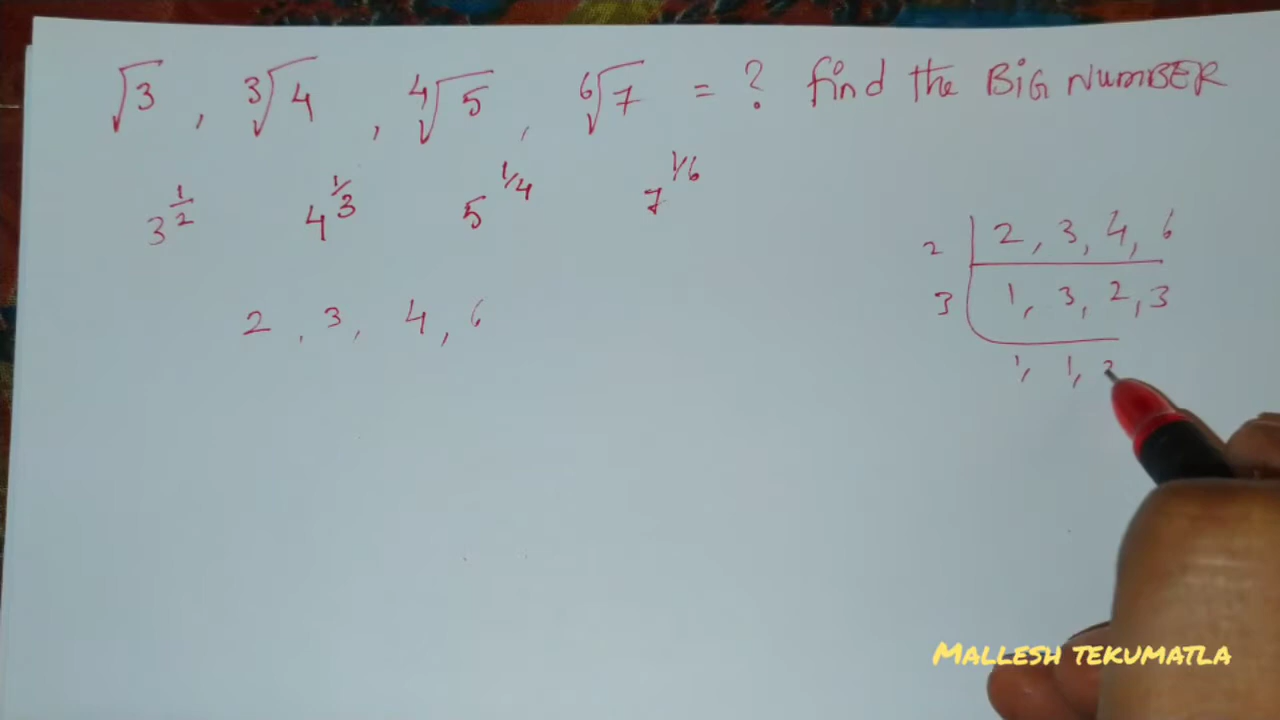 √3 , ³√4 , ⁴√5 , ⁶√7 = ? find the BiG NUMBER
3^1/2 4^1/3 5^1/4 7^1/6
2 , 3 , 4 , 6
2 | 2 , 3 , 4 , 6
3 | 1 , 3 , 2 , 3
1 , 1 , 2
MALLESH TEKUMATLA